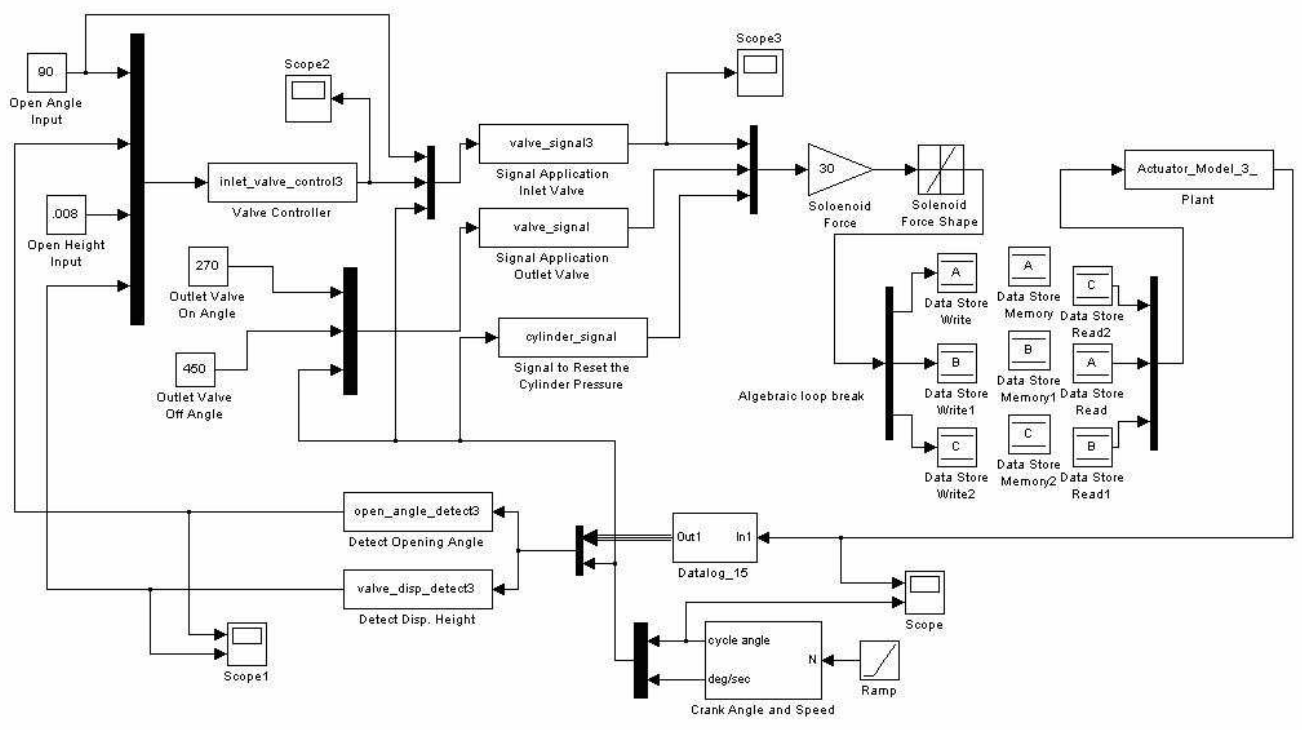 90
Open Angle
Input
.008
Open Height
Input
inlet_valve_control3
Valve Controller
Scope2
270
Outlet Valve
On Angle
450
Outlet Valve
Off Angle
valve_signal3
Signal Application
Inlet Valve
valve_signal
Signal Application
Outlet Valve
cylinder_signal
Signal to Reset the
Cylinder Pressure
Scope3
30
Soloenoid
Force
Solenoid
Force Shape
Actuator_Model_3_
Plant
Algebraic loop break
A
Data Store
Write
B
Data Store
Write1
C
Data Store
Write2
A
Data Store
Memory
B
Data Store
Memory1
C
Data Store
Memory2
C
Data Store
Read2
A
Data Store
Read
B
Data Store
Read1
open_angle_detect3
Detect Opening Angle
valve_disp_detect3
Detect Disp. Height
Scope1
Out1 In1
Datalog_15
Scope
cycle angle
N
deg/sec
Crank Angle and Speed
Ramp